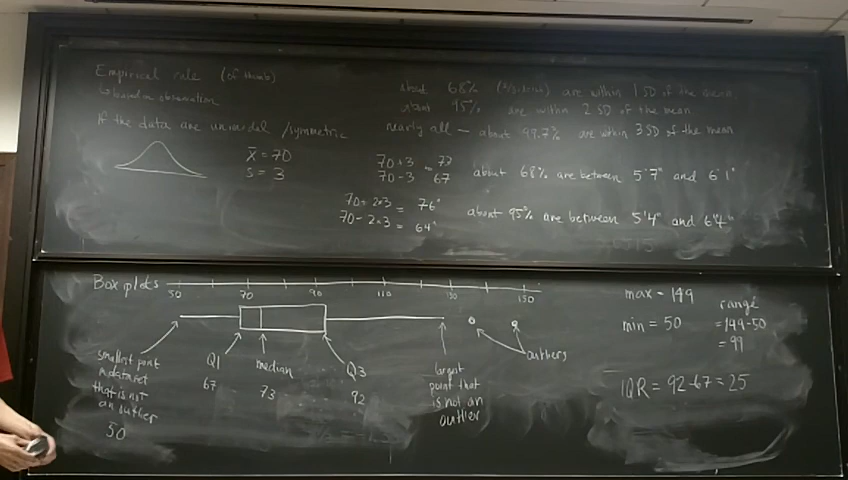 Empirical rule (of thumb)
↳ based on observation
If the data are unimodal / symmetric
x̄ = 70
s = 3
about 68% are within 1 SD of the mean
about 95% are within 2 SD of the mean
nearly all — about 99.7% are within 3 SD of the mean
70+3 = 73
70-3 67
about 68% are between 5'7" and 6'1"
70+2×3 = 76"
70-2×3 = 64"
about 95% are between 5'4" and 6'4"
Boxplots
50 70 90 110 130 150
smallest point
in dataset
that is not
an outlier
50
Q1
67
median
73
Q3
92
largest
point that
is not an
outlier
outliers
max = 149
min = 50
range
=149-50
= 99
IQR = 92-67 = 25